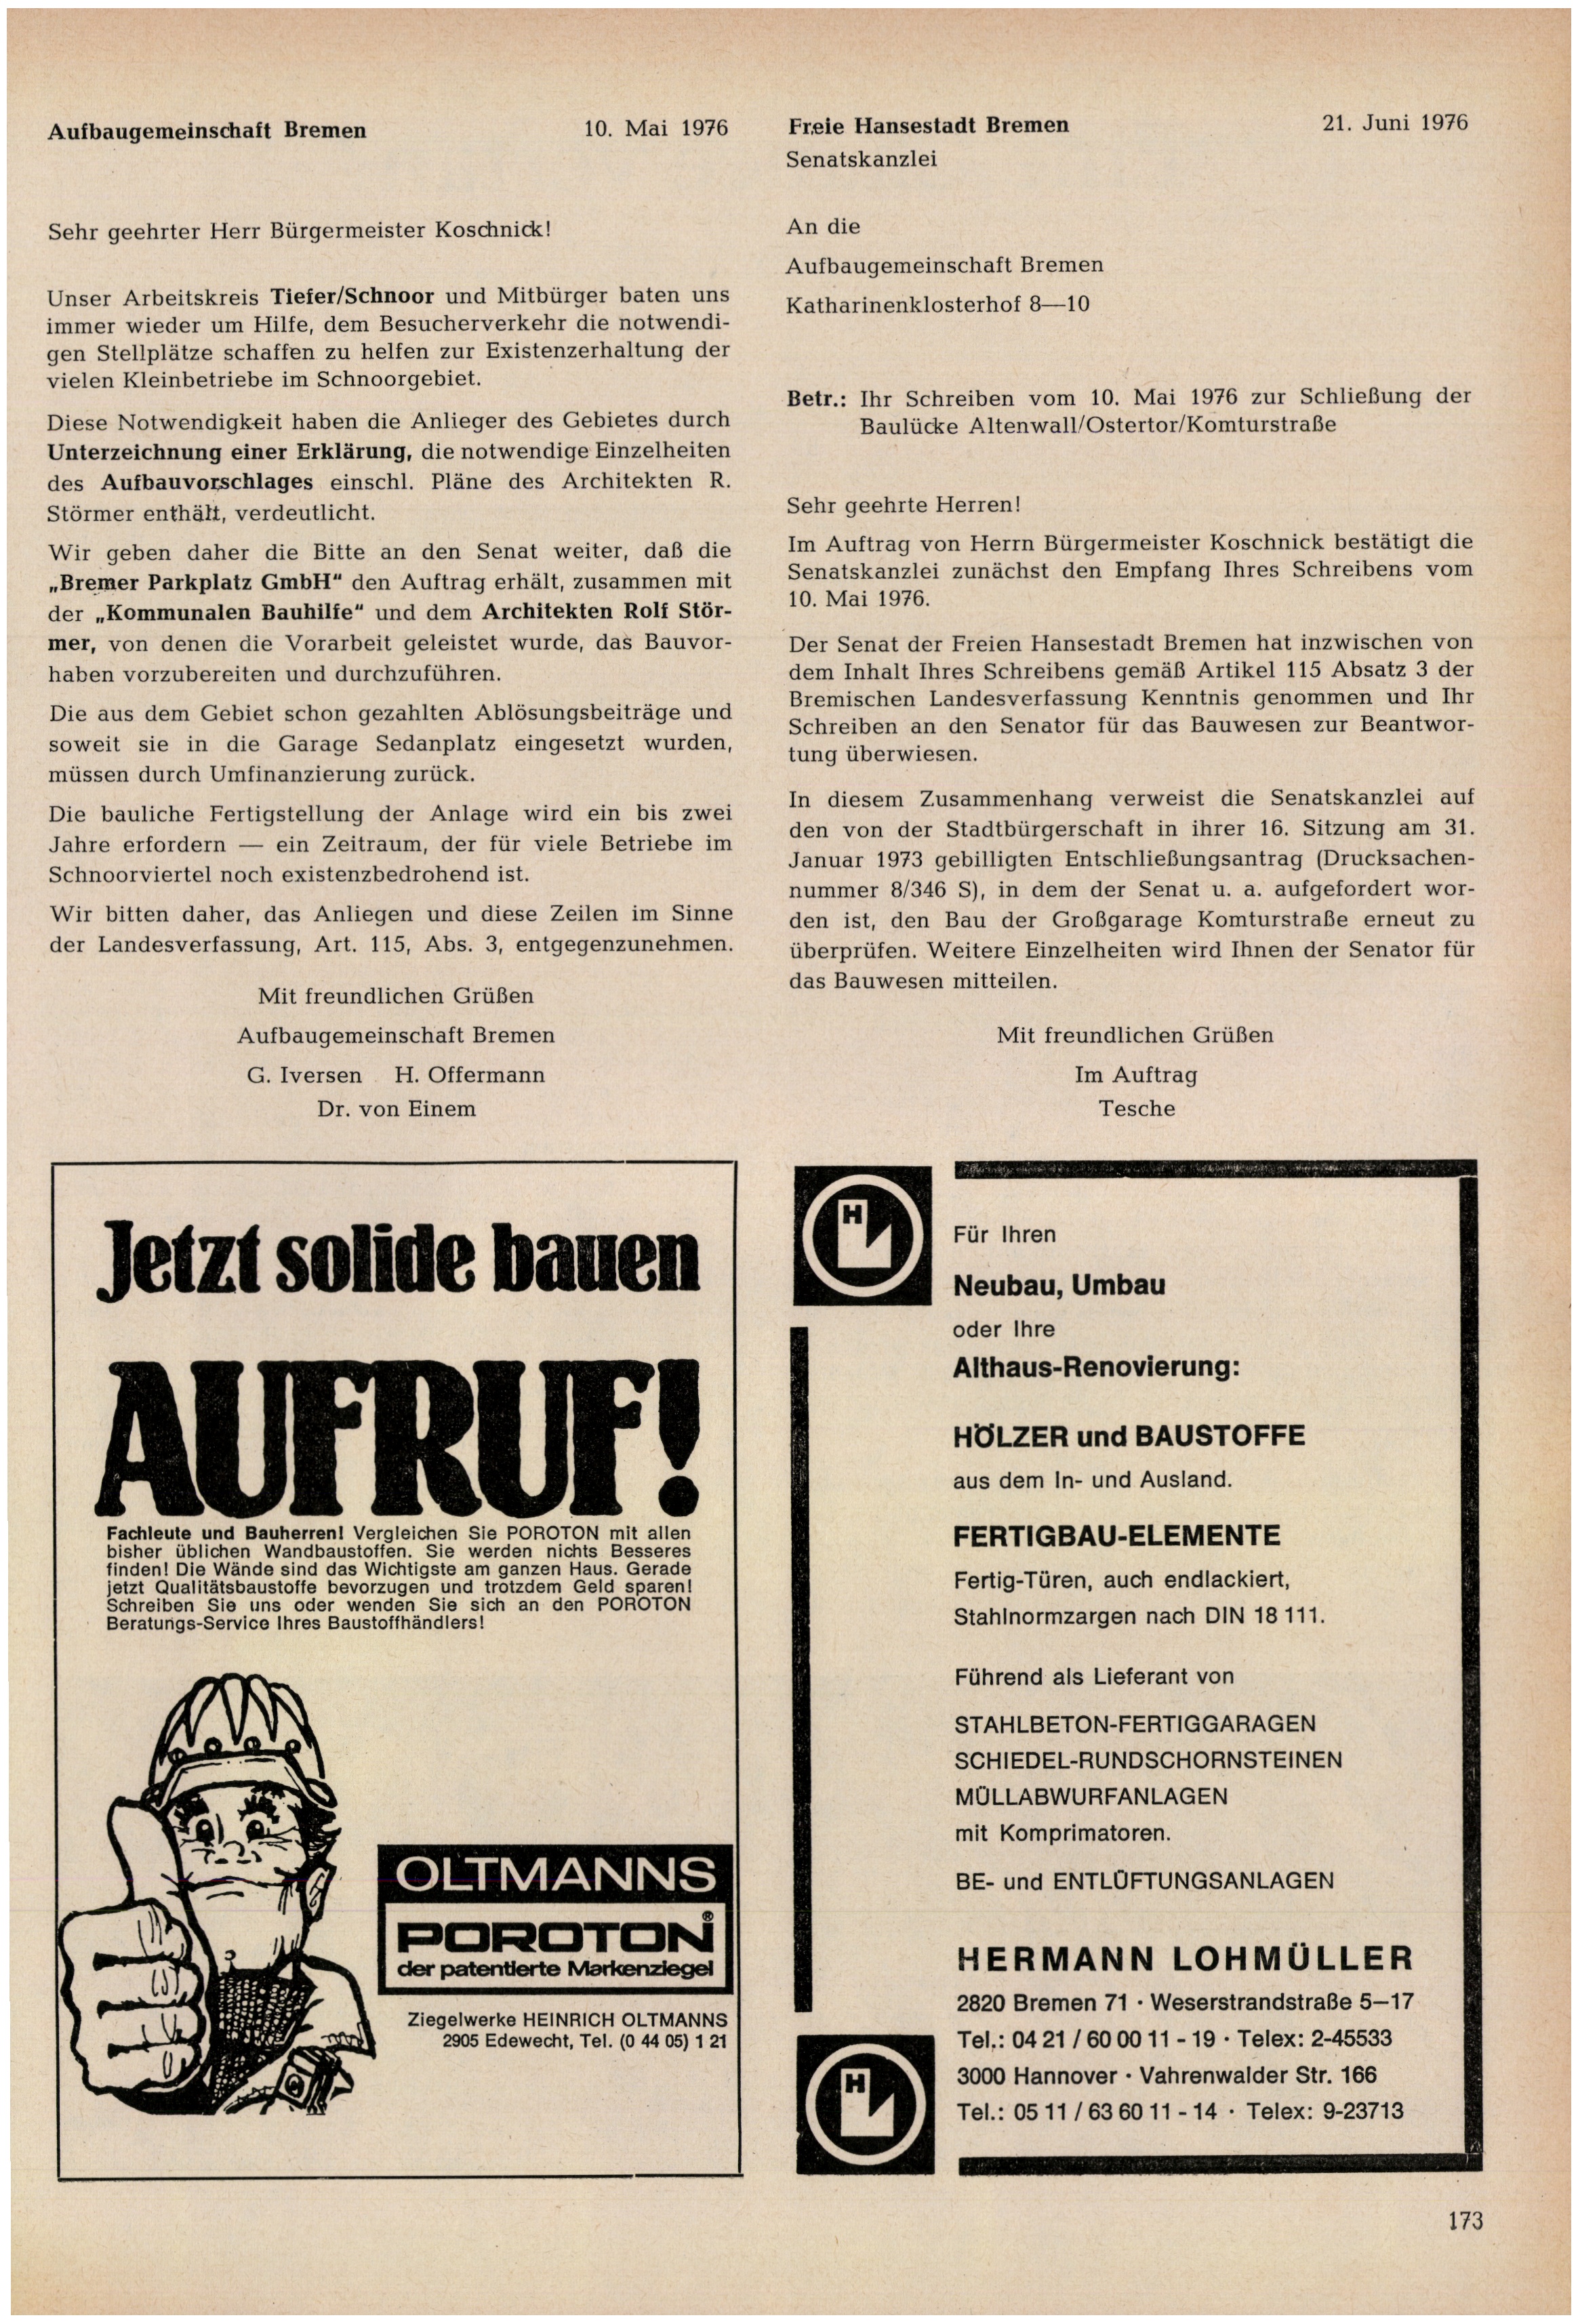 Aufbaugemeinschaft Bremen 10. Mai 1976
Sehr geehrter Herr Bürgermeister Koschnick!
Unser Arbeitskreis Tiefer/Schnoor und Mitbürger baten uns
immer wieder um Hilfe, dem Besucherverkehr die notwendi-
gen Stellplätze schaffen zu helfen zur Existenzerhaltung der
vielen Kleinbetriebe im Schnoorgebiet.
Diese Notwendigkeit haben die Anlieger des Gebietes durch
Unterzeichnung einer Erklärung, die notwendige Einzelheiten
des Aufbauvorschlages einschl. Pläne des Architekten R.
Störmer enthält, verdeutlicht.
Wir geben daher die Bitte an den Senat weiter, daß die
„Bremer Parkplatz GmbH" den Auftrag erhält, zusammen mit
der „Kommunalen Bauhilfe" und dem Architekten Rolf Stör-
mer, von denen die Vorarbeit geleistet wurde, das Bauvor-
haben vorzubereiten und durchzuführen.
Die aus dem Gebiet schon gezahlten Ablösungsbeiträge und
soweit sie in die Garage Sedanplatz eingesetzt wurden,
müssen durch Umfinanzierung zurück.
Die bauliche Fertigstellung der Anlage wird ein bis zwei
Jahre erfordern — ein Zeitraum, der für viele Betriebe im
Schnoorviertel noch existenzbedrohend ist.
Wir bitten daher, das Anliegen und diese Zeilen im Sinne
der Landesverfassung, Art. 115, Abs. 3, entgegenzunehmen.
Mit freundlichen Grüßen
Aufbaugemeinschaft Bremen
G. Iversen H. Offermann
Dr. von Einem
Freie Hansestadt Bremen 21. Juni 1976
Senatskanzlei
An die
Aufbaugemeinschaft Bremen
Katharinenklosterhof 8—10
Betr.: Ihr Schreiben vom 10. Mai 1976 zur Schließung der
Baulücke Altenwall/Ostertor/Komturstraße
Sehr geehrte Herren!
Im Auftrag von Herrn Bürgermeister Koschnick bestätigt die
Senatskanzlei zunächst den Empfang Ihres Schreibens vom
10. Mai 1976.
Der Senat der Freien Hansestadt Bremen hat inzwischen von
dem Inhalt Ihres Schreibens gemäß Artikel 115 Absatz 3 der
Bremischen Landesverfassung Kenntnis genommen und Ihr
Schreiben an den Senator für das Bauwesen zur Beantwor-
tung überwiesen.
In diesem Zusammenhang verweist die Senatskanzlei auf
den von der Stadtbürgerschaft in ihrer 16. Sitzung am 31.
Januar 1973 gebilligten Entschließungsantrag (Drucksachen-
nummer 8/346 S), in dem der Senat u. a. aufgefordert wor-
den ist, den Bau der Großgarage Komturstraße erneut zu
überprüfen. Weitere Einzelheiten wird Ihnen der Senator für
das Bauwesen mitteilen.
Mit freundlichen Grüßen
Im Auftrag
Tesche
Jetzt solide bauen
AUFRUF!
Fachleute und Bauherren! Vergleichen Sie POROTON mit allen
bisher üblichen Wandbaustoffen. Sie werden nichts Besseres
finden! Die Wände sind das Wichtigste am ganzen Haus. Gerade
jetzt Qualitätsbaustoffe bevorzugen und trotzdem Geld sparen!
Schreiben Sie uns oder wenden Sie sich an den POROTON
Beratungs-Service Ihres Baustoffhändlers!
OLTMANNS
POROTON®
der patentierte Markenziegel
Ziegelwerke HEINRICH OLTMANNS
2905 Edewecht, Tel. (0 44 05) 1 21
H
Für Ihren
Neubau, Umbau
oder Ihre
Althaus-Renovierung:
HÖLZER und BAUSTOFFE
aus dem In- und Ausland.
FERTIGBAU-ELEMENTE
Fertig-Türen, auch endlackiert,
Stahlnormzargen nach DIN 18 111.
Führend als Lieferant von
STAHLBETON-FERTIGGARAGEN
SCHIEDEL-RUNDSCHORNSTEINEN
MÜLLABWURFANLAGEN
mit Komprimatoren.
BE- und ENTLÜFTUNGSANLAGEN
HERMANN LOHMÜLLER
2820 Bremen 71 · Weserstrandstraße 5–17
Tel.: 04 21 / 60 00 11 - 19 · Telex: 2-45533
3000 Hannover · Vahrenwalder Str. 166
Tel.: 05 11 / 63 60 11 - 14 · Telex: 9-23713
H
173